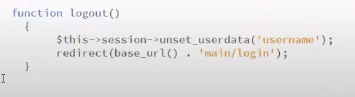 function logout()
{
$this->session->unset_userdata('username');
redirect(base_url() . 'main/login');
}